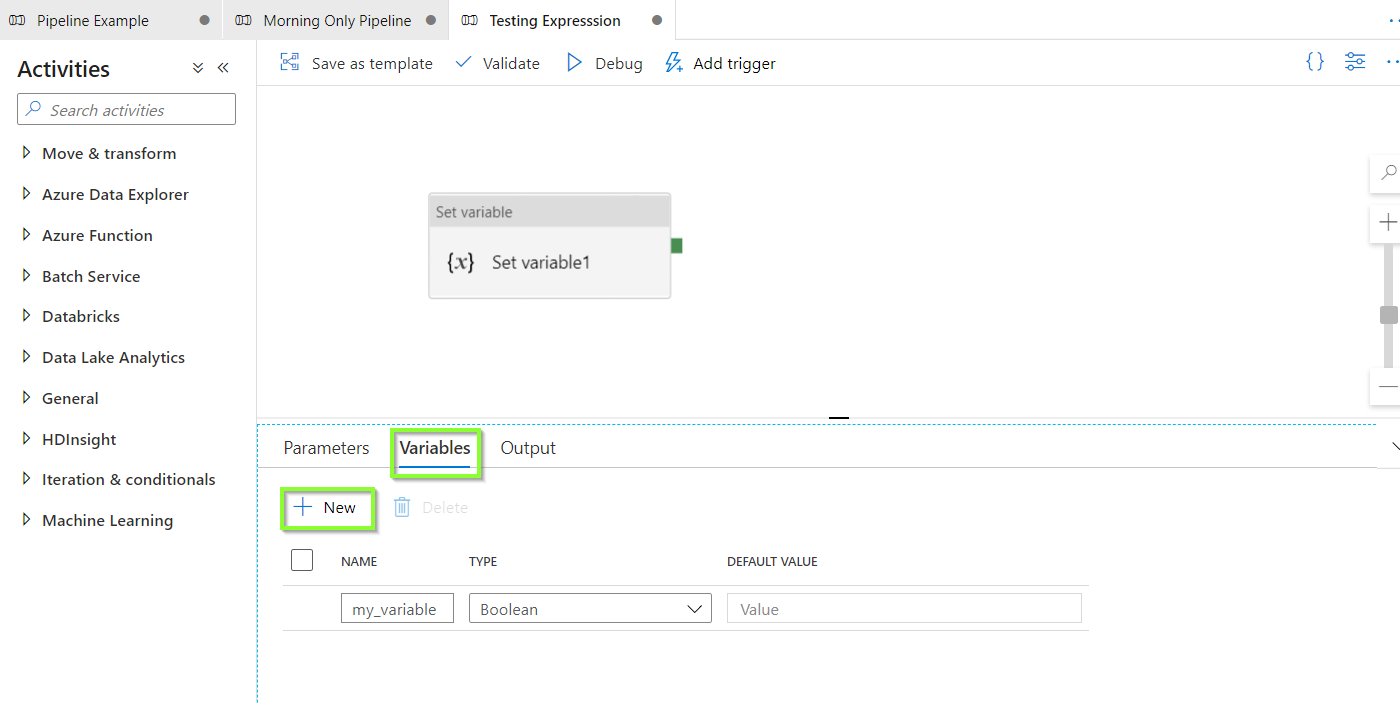 Pipeline Example
Morning Only Pipeline
Testing Expresssion
Activities
Save as template
Validate
Debug
Add trigger
{}
Search activities
Move & transform
Azure Data Explorer
Azure Function
Batch Service
Databricks
Data Lake Analytics
General
HDInsight
Iteration & conditionals
Machine Learning
Set variable
{x} Set variable1
Parameters
Variables
Output
+ New
Delete
NAME
TYPE
DEFAULT VALUE
my_variable
Boolean
Value